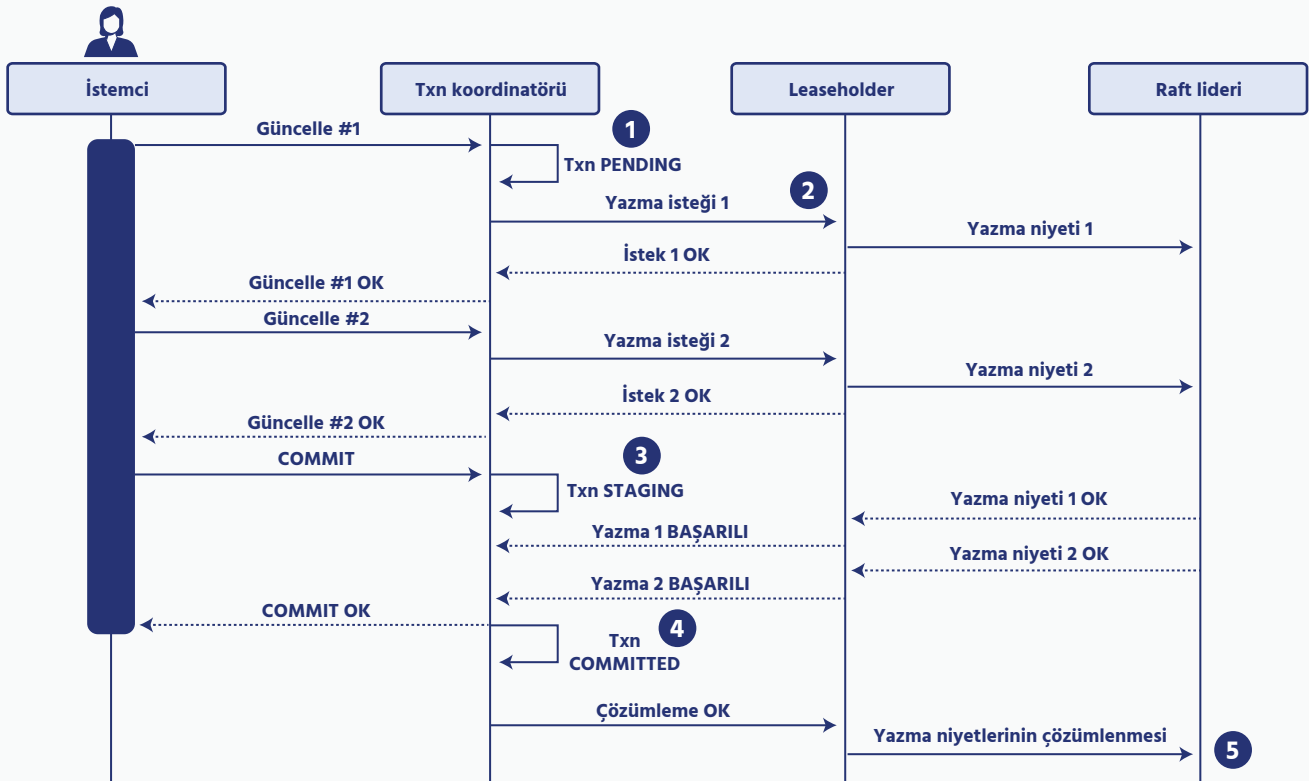 İstemci
Txn koordinatörü
Leaseholder
Raft lideri
Güncelle #1
1
Txn PENDING
2
Yazma isteği 1
Yazma niyeti 1
İstek 1 OK
Güncelle #1 OK
Güncelle #2
Yazma isteği 2
Yazma niyeti 2
İstek 2 OK
Güncelle #2 OK
COMMIT
3
Txn STAGING
Yazma niyeti 1 OK
Yazma 1 BAŞARILI
Yazma niyeti 2 OK
Yazma 2 BAŞARILI
COMMIT OK
4
Txn
COMMITTED
Çözümleme OK
Yazma niyetlerinin çözümlenmesi
5